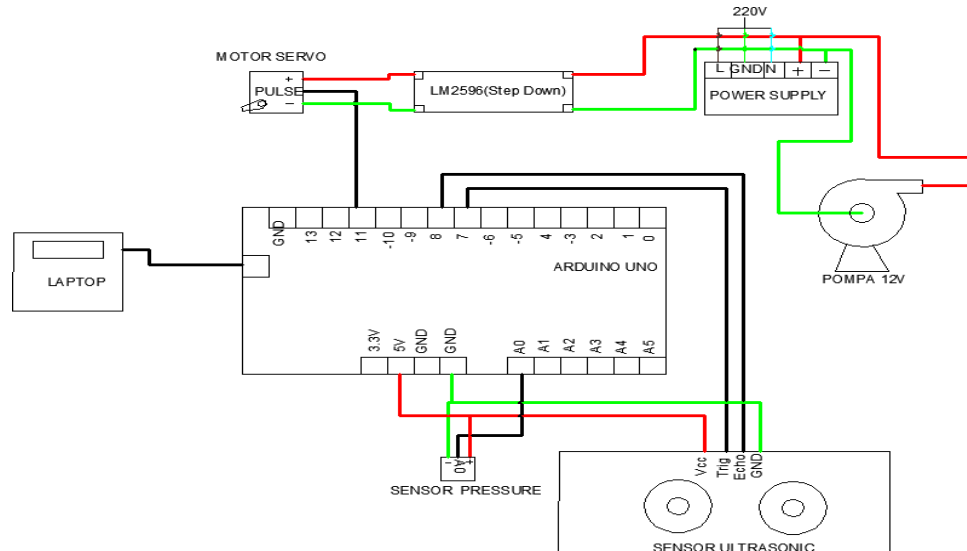 220V
MOTOR SERVO
+
PULSE
−
LM2596(Step Down)
L GND N + −
POWER SUPPLY
GND 13 12 11 -10 -9 8 7 -6 -5 4 -3 2 1 0
ARDUINO UNO
LAPTOP
POMPA 12V
3.3V 5V GND GND A0 A1 A2 A3 A4 A5
− A0 +
SENSOR PRESSURE
Vcc Trig Echo GND
SENSOR ULTRASONIC